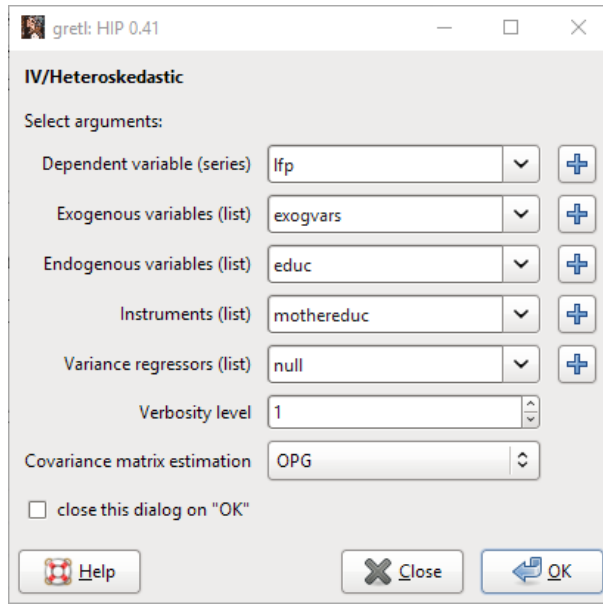 gretl: HIP 0.41
IV/Heteroskedastic
Select arguments:
Dependent variable (series) lfp
Exogenous variables (list) exogvars
Endogenous variables (list) educ
Instruments (list) mothereduc
Variance regressors (list) null
Verbosity level 1
Covariance matrix estimation OPG
close this dialog on "OK"
Help Close OK